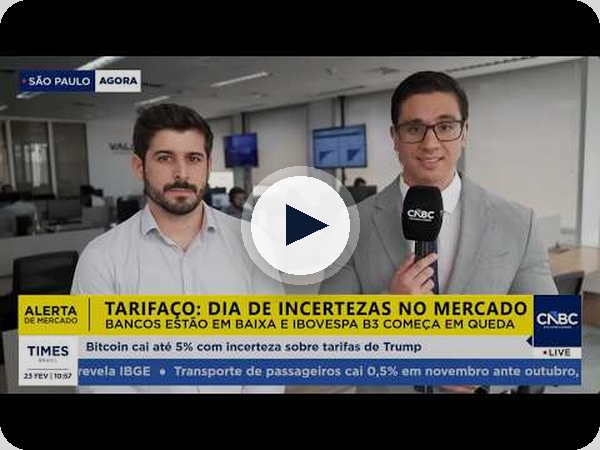 SÃO PAULO AGORA
VALOR
CNBC
ALERTA
DE MERCADO
TARIFAÇO: DIA DE INCERTEZAS NO MERCADO
BANCOS ESTÃO EM BAIXA E IBOVESPA B3 COMEÇA EM QUEDA
CNBC
LIVE
TIMES
BRASIL
23 FEV | 10:57
Bitcoin cai até 5% com incerteza sobre tarifas de Trump
revela IBGE • Transporte de passageiros cai 0,5% em novembro ante outubro,